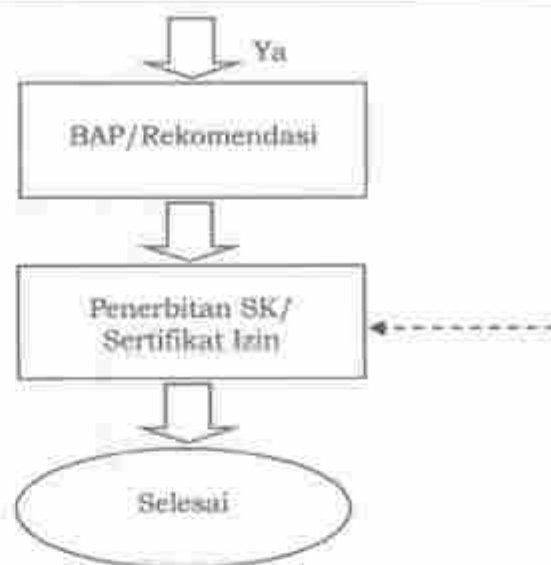 Ya
BAP/Rekomendasi
Penerbitan SK/
Sertifikat Izin
Selesai